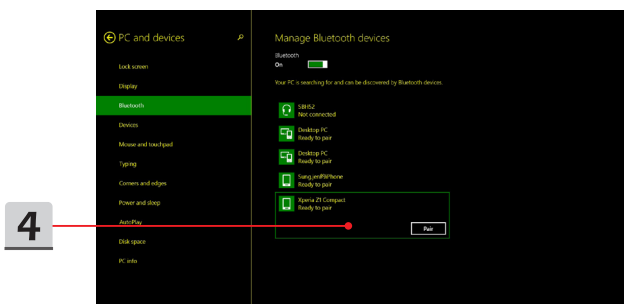 PC and devices
Lock screen
Display
Bluetooth
Devices
Mouse and touchpad
Typing
Corners and edges
Power and sleep
AutoPlay
Disk space
PC info
Manage Bluetooth devices
Bluetooth
On
Your PC is searching for and can be discovered by Bluetooth devices.
SBH52
Not connected
Desktop PC
Ready to pair
Desktop PC
Ready to pair
Ready to pair
Xperia Z1 Compact
Ready to pair
Pair
4